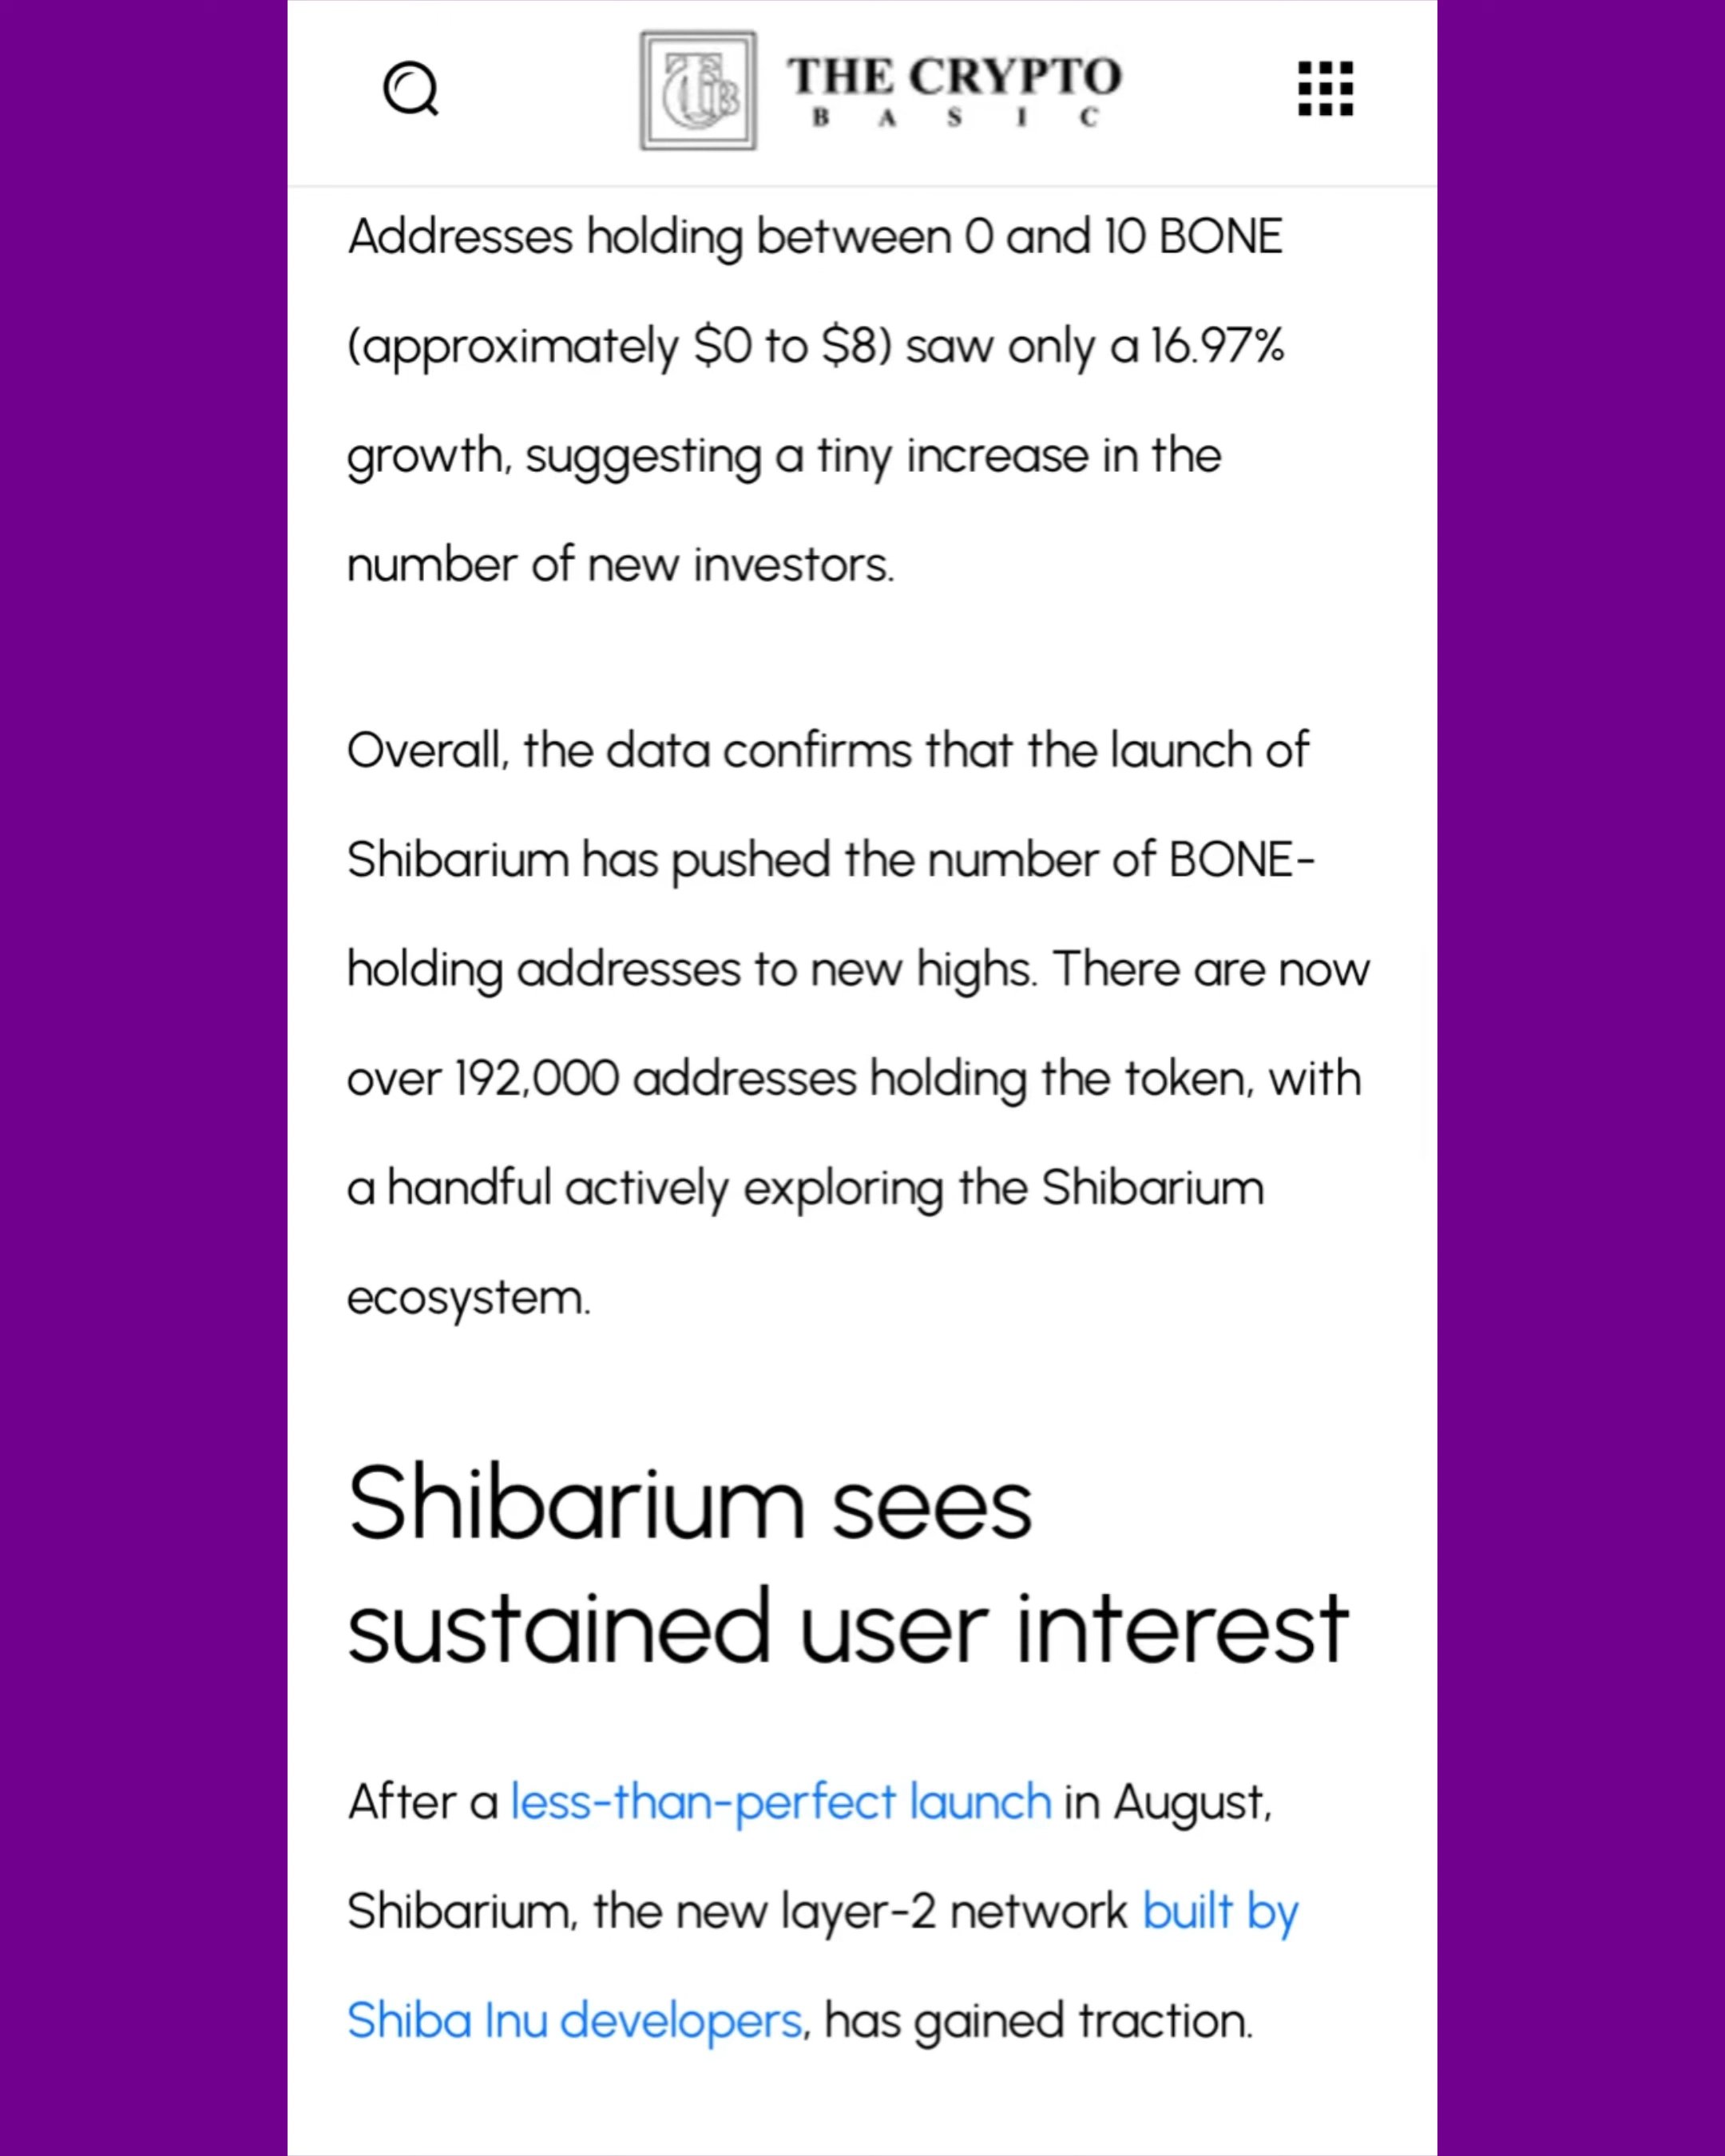 THE CRYPTO
BASIC
Addresses holding between 0 and 10 BONE
(approximately $0 to $8) saw only a 16.97%
growth, suggesting a tiny increase in the
number of new investors.
Overall, the data confirms that the launch of
Shibarium has pushed the number of BONE-
holding addresses to new highs. There are now
over 192,000 addresses holding the token, with
a handful actively exploring the Shibarium
ecosystem.
Shibarium sees
sustained user interest
After a less-than-perfect launch in August,
Shibarium, the new layer-2 network built by
Shiba Inu developers, has gained traction.